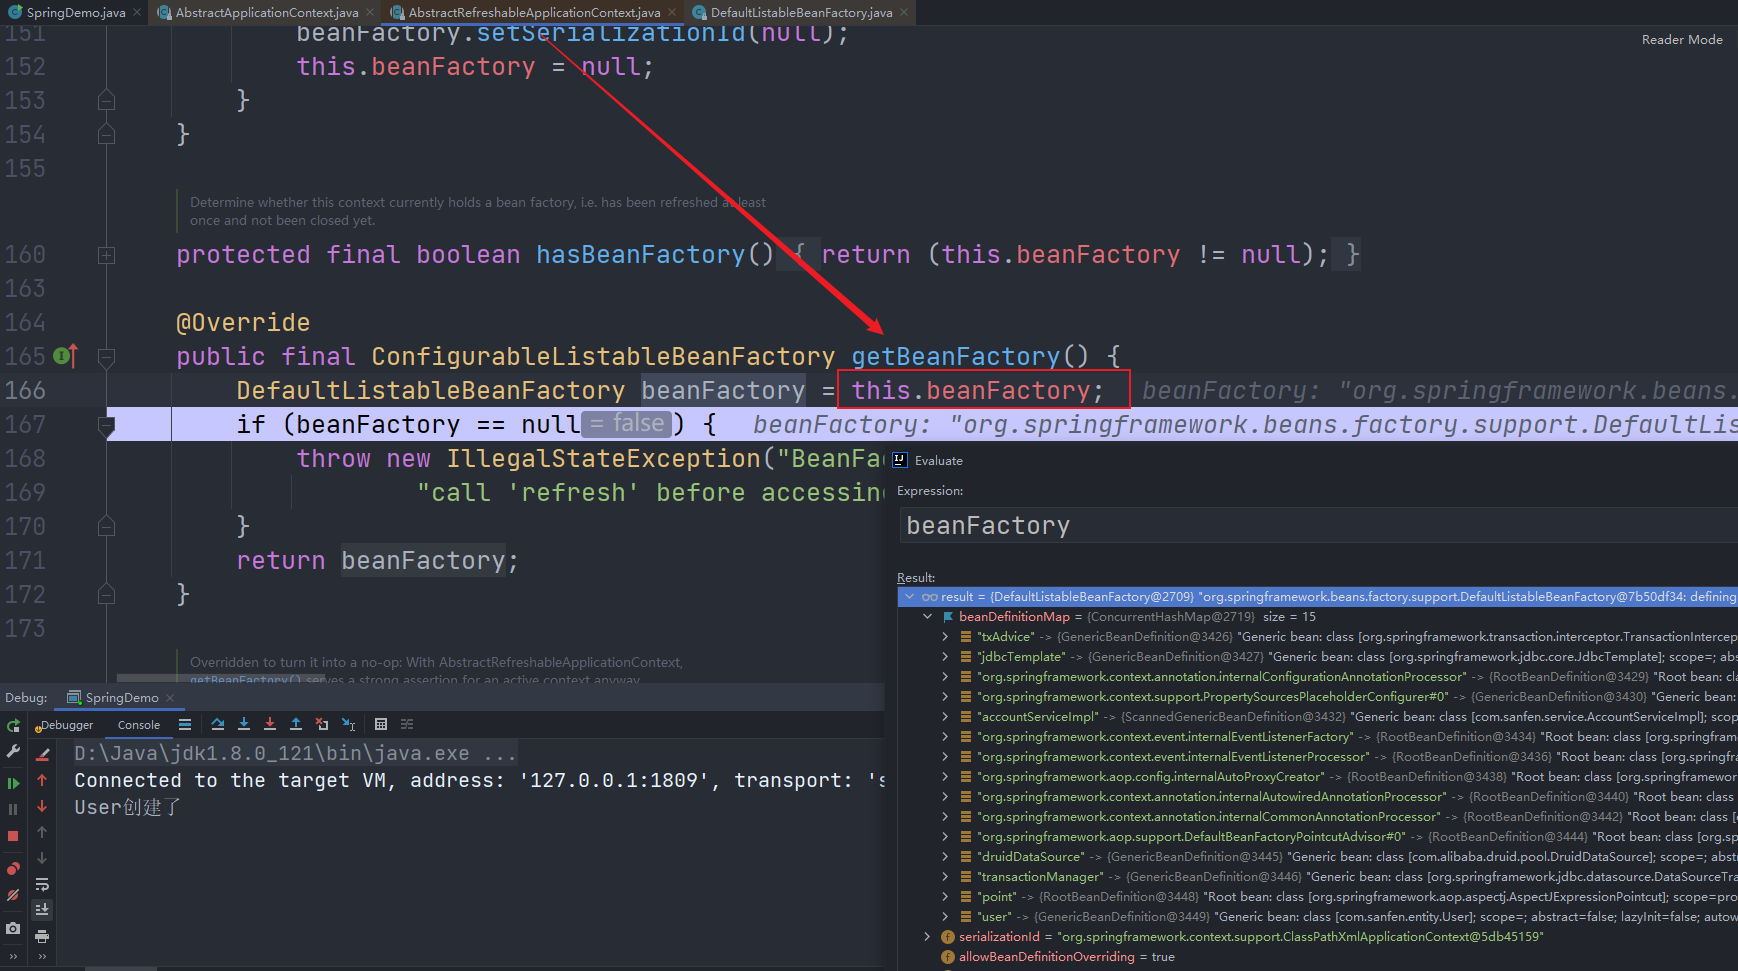 SpringDemo.java AbstractApplicationContext.java AbstractRefreshableApplicationContext.java DefaultListableBeanFactory.java
Reader Mode
151 beanFactory.setSerializationId(null);
152 this.beanFactory = null;
153 }
154 }
155
Determine whether this context currently holds a bean factory, i.e. has been refreshed at least
once and not been closed yet.
160 protected final boolean hasBeanFactory() { return (this.beanFactory != null); }
163
164 @Override
165 public final ConfigurableListableBeanFactory getBeanFactory() {
166 DefaultListableBeanFactory beanFactory = this.beanFactory; beanFactory: "org.springframework.beans.
167 if (beanFactory == null = false ) { beanFactory: "org.springframework.beans.factory.support.DefaultLis
168 throw new IllegalStateException("BeanFa
169 "call 'refresh' before accessin
170 }
171 return beanFactory;
172 }
173
Overridden to turn it into a no-op: With AbstractRefreshableApplicationContext,
getBeanFactory() serves a strong assertion for an active context anyway.
Evaluate
Expression:
beanFactory
Result:
result = {DefaultListableBeanFactory@2709} "org.springframework.beans.factory.support.DefaultListableBeanFactory@7b50df34: defining
beanDefinitionMap = {ConcurrentHashMap@2719} size = 15
"txAdvice" -> {GenericBeanDefinition@3426} "Generic bean: class [org.springframework.transaction.interceptor.TransactionIntercep
"jdbcTemplate" -> {GenericBeanDefinition@3427} "Generic bean: class [org.springframework.jdbc.core.JdbcTemplate]; scope=; abs
"org.springframework.context.annotation.internalConfigurationAnnotationProcessor" -> {RootBeanDefinition@3429} "Root bean: cl
"org.springframework.context.support.PropertySourcesPlaceholderConfigurer#0" -> {GenericBeanDefinition@3430} "Generic bean:
"accountServiceImpl" -> {ScannedGenericBeanDefinition@3432} "Generic bean: class [com.sanfen.service.AccountServiceImpl]; scop
"org.springframework.context.event.internalEventListenerFactory" -> {RootBeanDefinition@3434} "Root bean: class [org.springfram
"org.springframework.context.event.internalEventListenerProcessor" -> {RootBeanDefinition@3436} "Root bean: class [org.springfr
"org.springframework.aop.config.internalAutoProxyCreator" -> {RootBeanDefinition@3438} "Root bean: class [org.springframewor
"org.springframework.context.annotation.internalAutowiredAnnotationProcessor" -> {RootBeanDefinition@3440} "Root bean: class
"org.springframework.context.annotation.internalCommonAnnotationProcessor" -> {RootBeanDefinition@3442} "Root bean: class [
"org.springframework.aop.support.DefaultBeanFactoryPointcutAdvisor#0" -> {RootBeanDefinition@3444} "Root bean: class [org.sp
"druidDataSource" -> {GenericBeanDefinition@3445} "Generic bean: class [com.alibaba.druid.pool.DruidDataSource]; scope=; abstr
"transactionManager" -> {GenericBeanDefinition@3446} "Generic bean: class [org.springframework.jdbc.datasource.DataSourceTra
"point" -> {RootBeanDefinition@3448} "Root bean: class [org.springframework.aop.aspectj.AspectJExpressionPointcut]; scope=pro
"user" -> {GenericBeanDefinition@3449} "Generic bean: class [com.sanfen.entity.User]; scope=; abstract=false; lazyInit=false; autow
serializationId = "org.springframework.context.support.ClassPathXmlApplicationContext@5db45159"
allowBeanDefinitionOverriding = true
Debug: SpringDemo
Debugger Console
D:\Java\jdk1.8.0_121\bin\java.exe ...
Connected to the target VM, address: '127.0.0.1:1809', transport: 's
User创建了